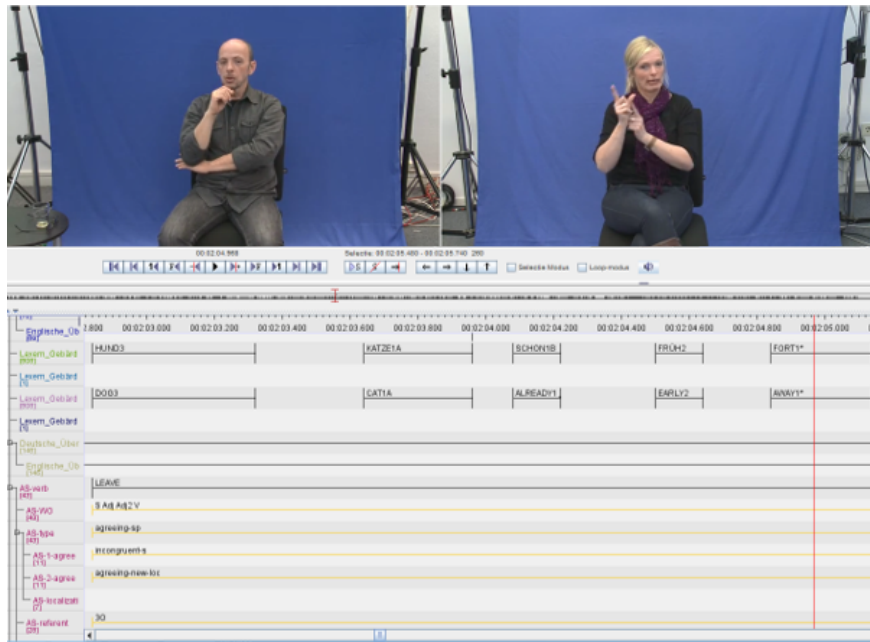 00:02:04.968
Selectie: 00:02:05.480 - 00:02:05.740 260
Selectie Modus
Loop-modus
00:02:03.000 00:02:03.200 00:02:03.400 00:02:03.600 00:02:03.800 00:02:04.000 00:02:04.200 00:02:04.400 00:02:04.600 00:02:04.800 00:02:05.000
Englische_Üb
Lexem_Gebärd HUND3 KATZE1A SCHON1B FRÜH2 FORT1*
Lexem_Gebärd
Lexem_Gebärd DOG3 CAT1A ALREADY1 EARLY2 AWAY1*
Lexem_Gebärd
Deutsche_Über
Englische_Üb
AS-verb LEAVE
AS-WO S Adj Adj2 V
AS-type agreeing-sp
AS-1-agree incongruent-s
[11]
AS-2-agree agreeing-new-loc
[11]
AS-localizati
[7]
AS-referent 3O